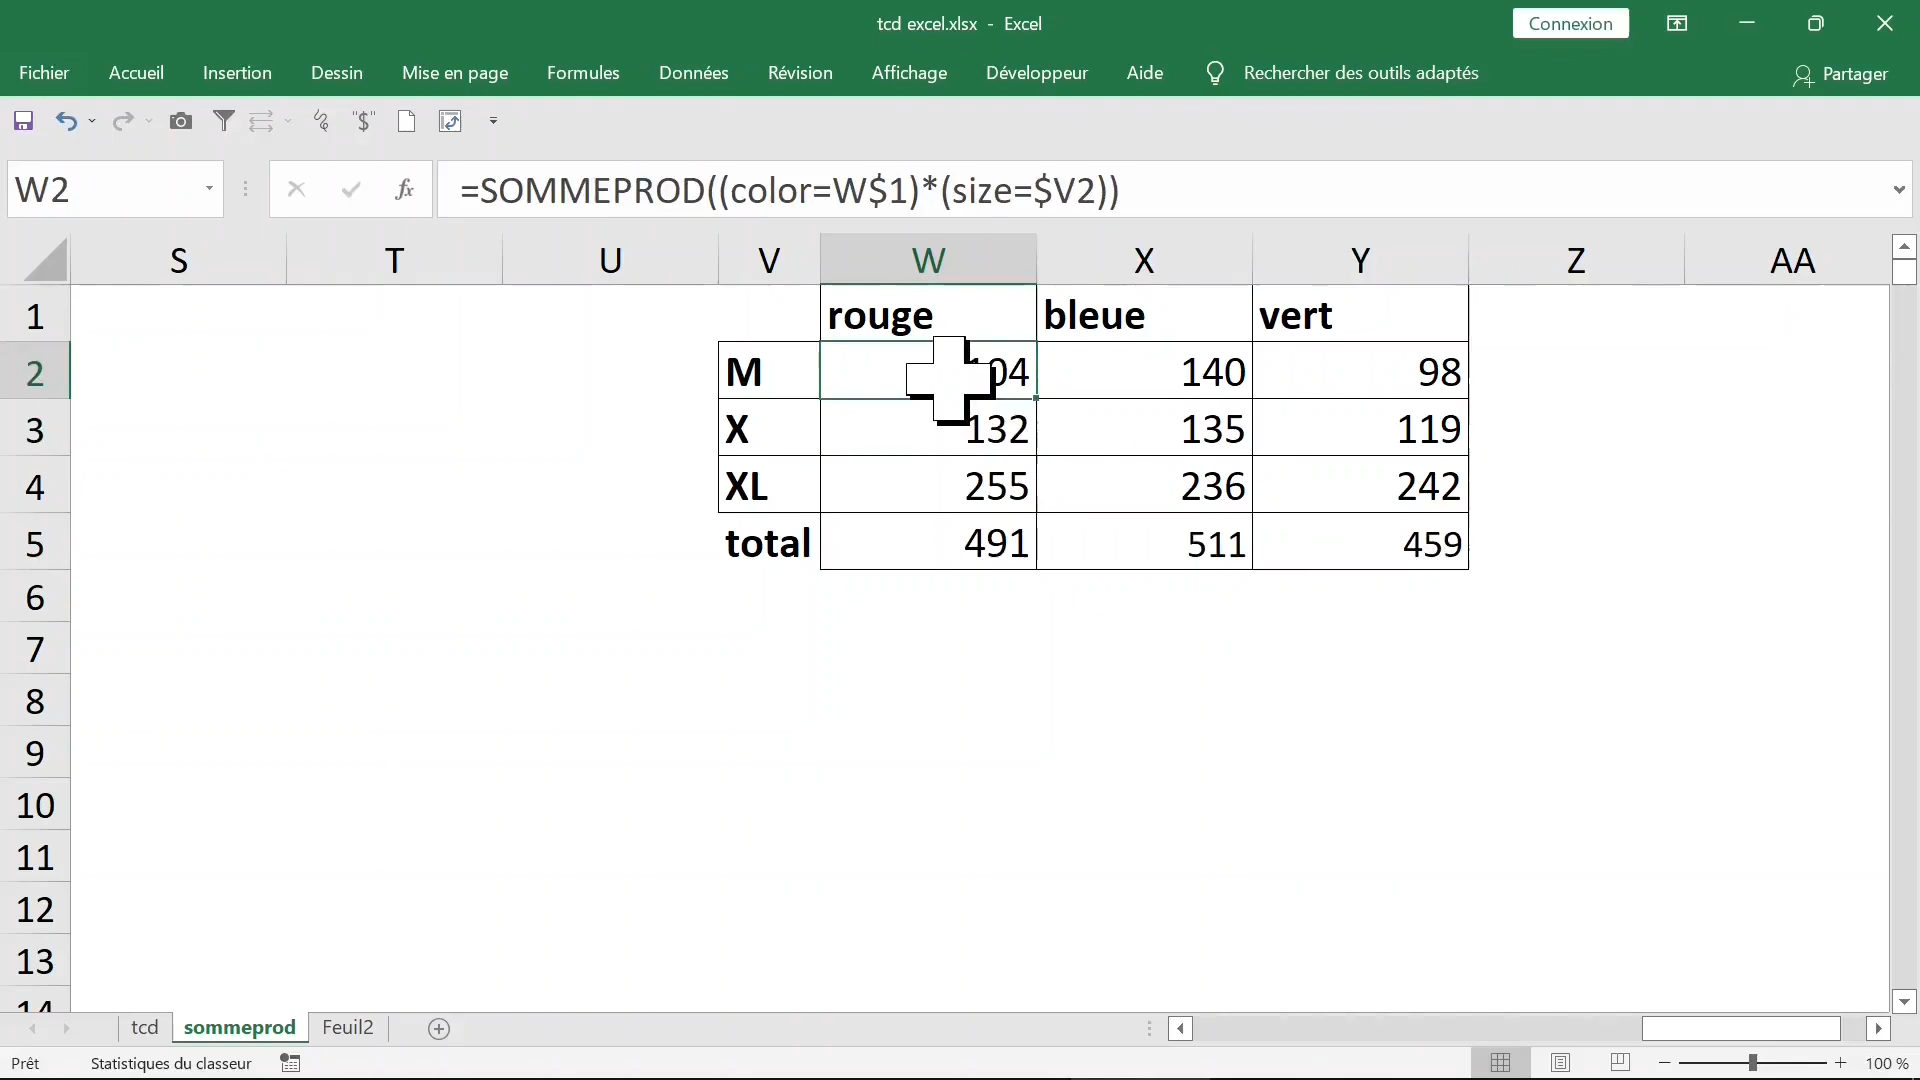 tcd excel.xlsx - Excel
Connexion
Fichier Accueil Insertion Dessin Mise en page Formules Données Révision Affichage Développeur Aide Rechercher des outils adaptés Partager
"$"
W2 fx =SOMMEPROD((color=W$1)*(size=$V2))
S T U V W X Y Z AA
1 rouge bleue vert
2 M 04 140 98
3 X 132 135 119
4 XL 255 236 242
5 total 491 511 459
6
7
8
9
10
11
12
13
14
tcd sommeprod Feuil2
Prêt Statistiques du classeur 100 %